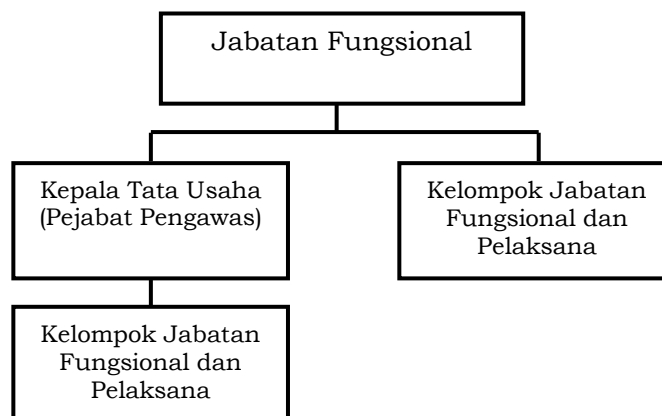 Jabatan Fungsional
Kepala Tata Usaha
(Pejabat Pengawas)
Kelompok Jabatan
Fungsional dan
Pelaksana
Kelompok Jabatan
Fungsional dan
Pelaksana